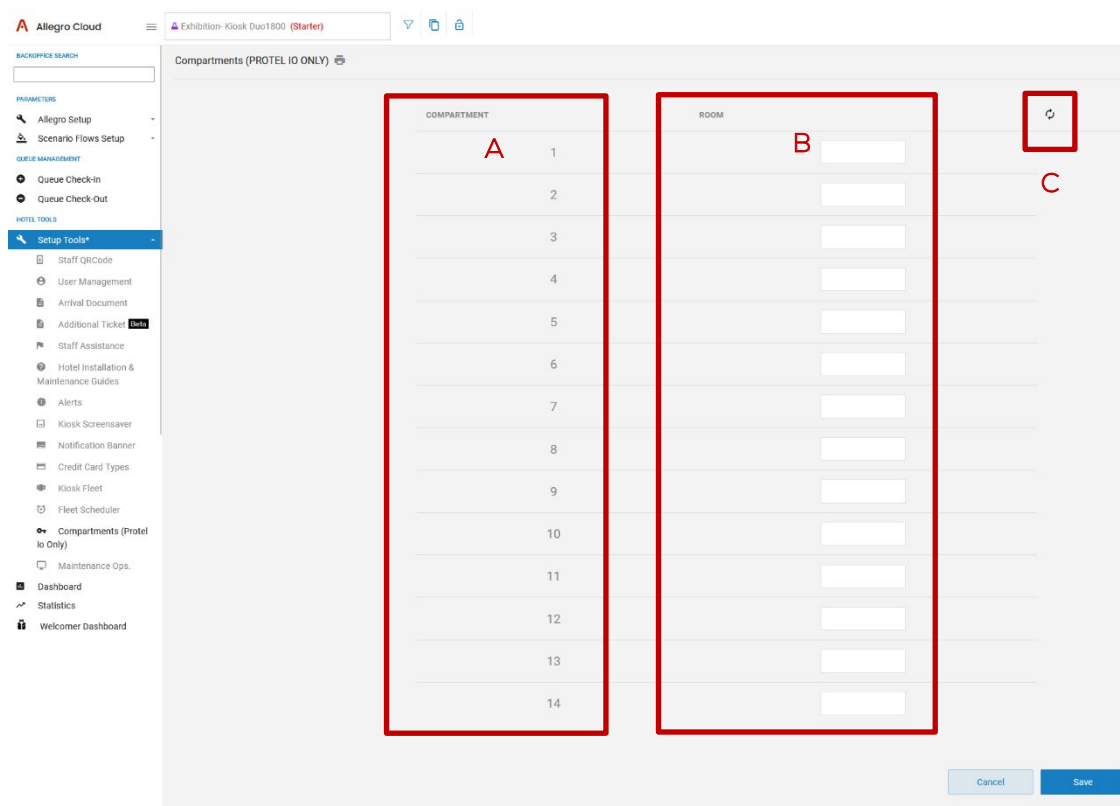 Allegro Cloud
Exhibition- Kiosk Duo1800 (Starter)
BACKOFFICE SEARCH
Compartments (PROTEL IO ONLY)
PARAMETERS
Allegro Setup
Scenario Flows Setup
QUEUE MANAGEMENT
Queue Check-In
Queue Check-Out
HOTEL TOOLS
Setup Tools*
Staff QRCode
User Management
Arrival Document
Additional Ticket Beta
Staff Assistance
Hotel Installation &
Maintenance Guides
Alerts
Kiosk Screensaver
Notification Banner
Credit Card Types
Kiosk Fleet
Fleet Scheduler
Compartments (Protel
Io Only)
Maintenance Ops.
Dashboard
Statistics
Welcomer Dashboard
COMPARTMENT
ROOM
A
B
C
1
2
3
4
5
6
7
8
9
10
11
12
13
14
Cancel
Save